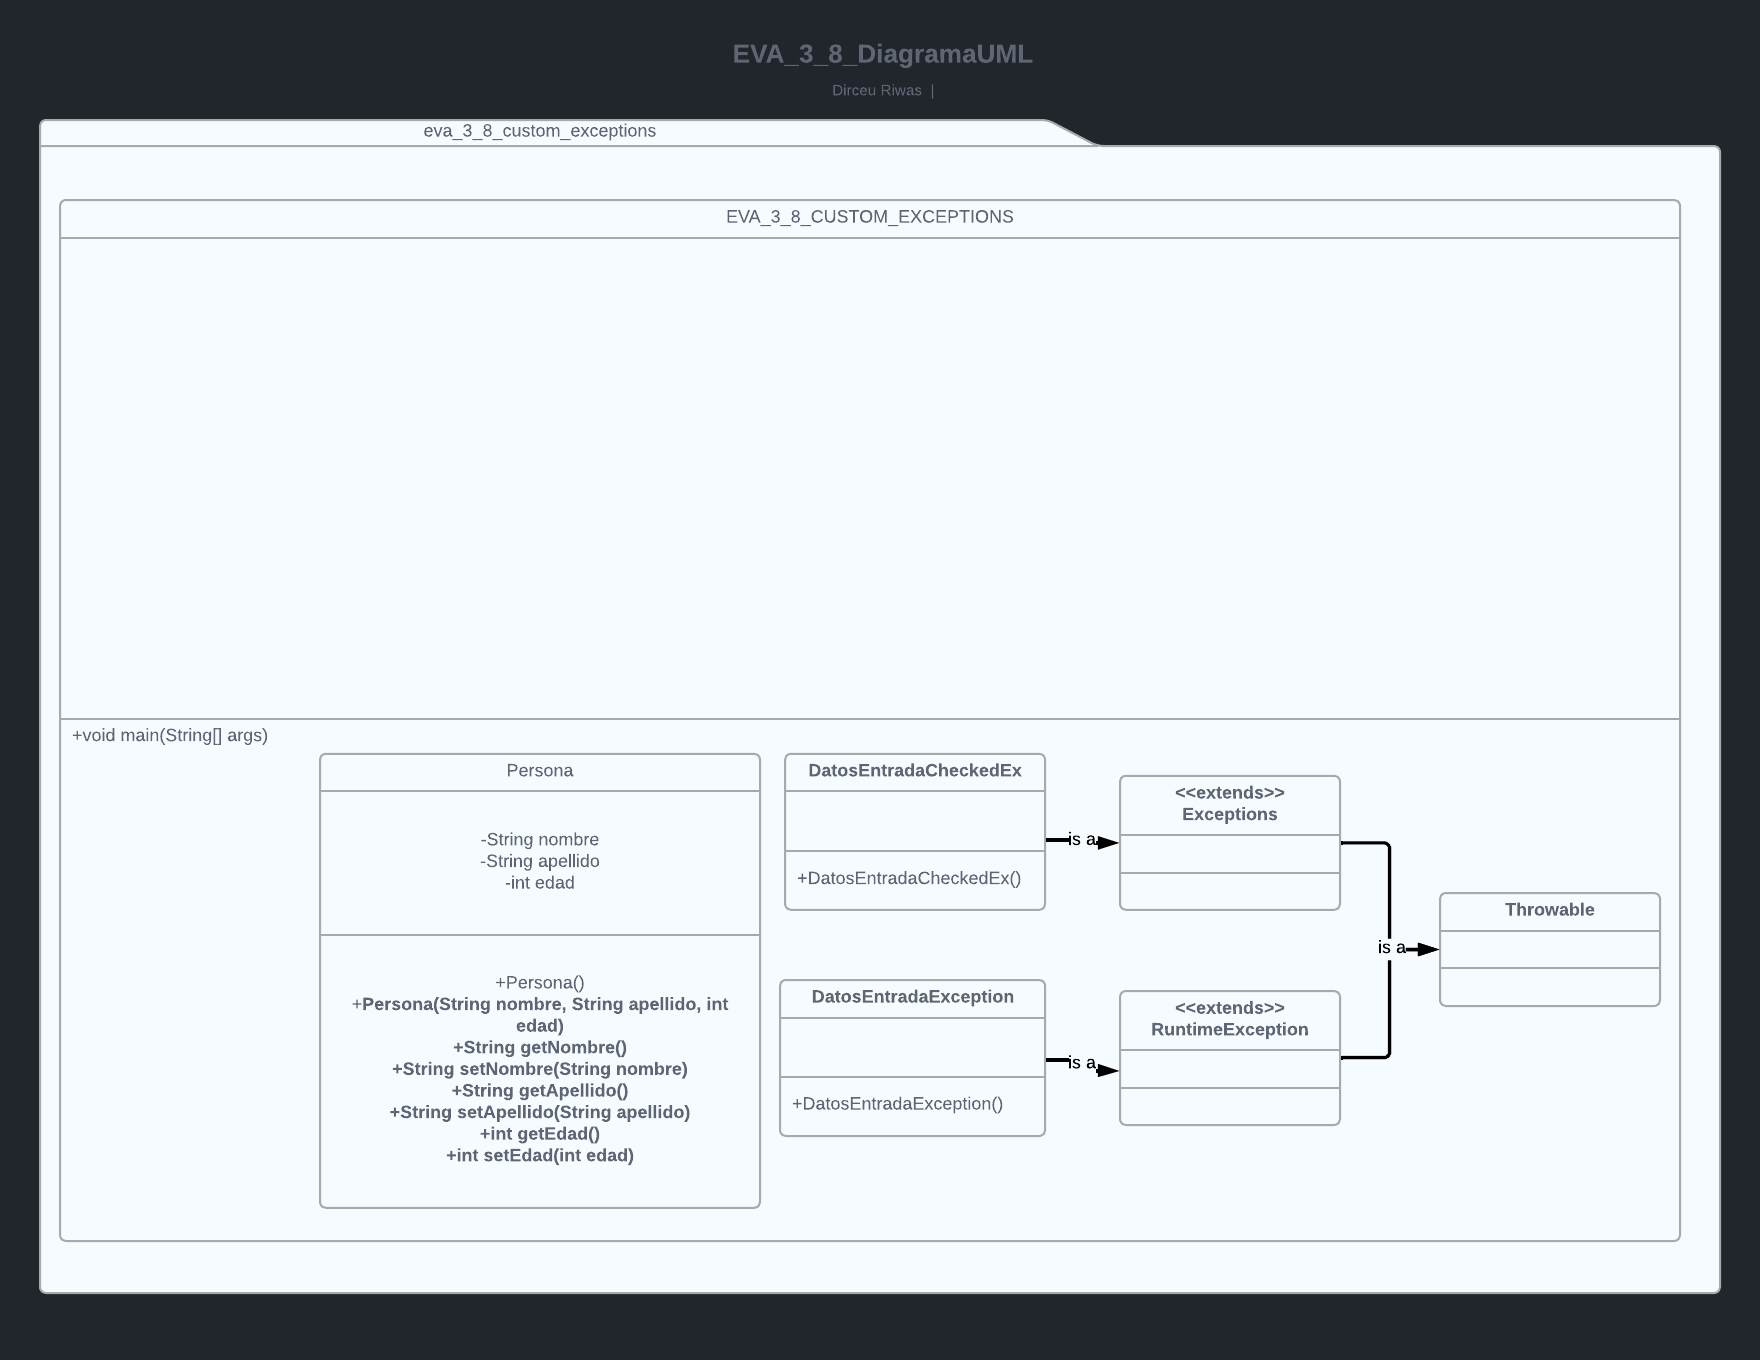 EVA_3_8_DiagramaUML
Dirceu Riwas |
eva_3_8_custom_exceptions
EVA_3_8_CUSTOM_EXCEPTIONS
+void main(String[] args)
Persona
-String nombre
-String apellido
-int edad
+Persona()
+Persona(String nombre, String apellido, int
edad)
+String getNombre()
+String setNombre(String nombre)
+String getApellido()
+String setApellido(String apellido)
+int getEdad()
+int setEdad(int edad)
DatosEntradaCheckedEx
+DatosEntradaCheckedEx()
is a
<<extends>>
Exceptions
DatosEntradaException
+DatosEntradaException()
is a
<<extends>>
RuntimeException
is a
Throwable